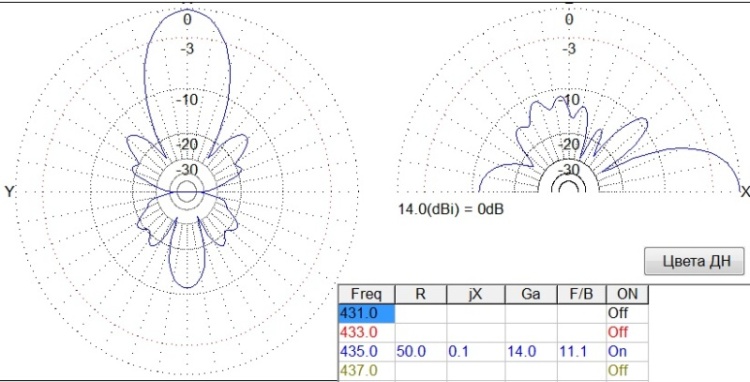 0 0
-3 -3
-10 -10
-20 -20
-30 -30
Y X
14.0(dBi) = 0dB
Цвета ДН
Freq R jX Ga F/B ON
431.0 Off
433.0 Off
435.0 50.0 0.1 14.0 11.1 On
437.0 Off